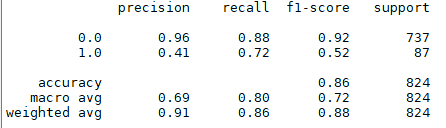 precision recall f1-score support
0.0 0.96 0.88 0.92 737
1.0 0.41 0.72 0.52 87
accuracy 0.86 824
macro avg 0.69 0.80 0.72 824
weighted avg 0.91 0.86 0.88 824